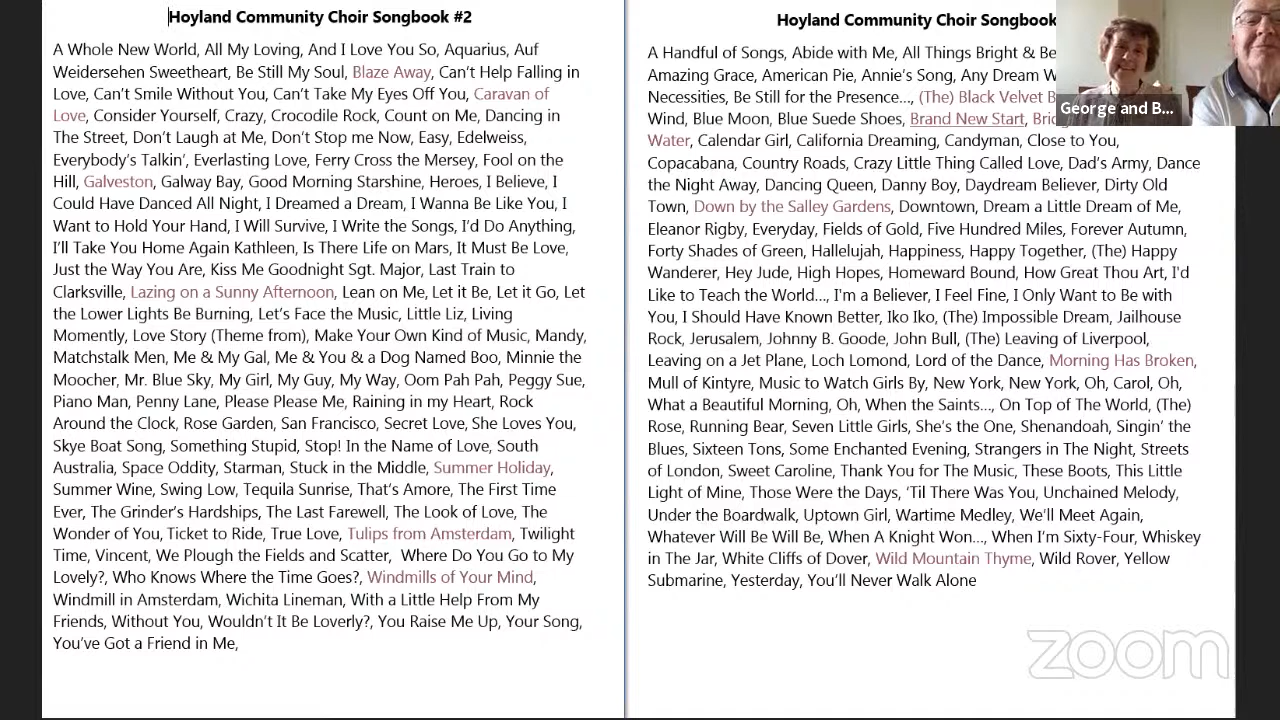 Hoyland Community Choir Songbook #2
A Whole New World, All My Loving, And I Love You So, Aquarius, Auf
Weidersehen Sweetheart, Be Still My Soul, Blaze Away, Can't Help Falling in
Love, Can't Smile Without You, Can't Take My Eyes Off You, Caravan of
Love, Consider Yourself, Crazy, Crocodile Rock, Count on Me, Dancing in
The Street, Don't Laugh at Me, Don't Stop me Now, Easy, Edelweiss,
Everybody's Talkin', Everlasting Love, Ferry Cross the Mersey, Fool on the
Hill, Galveston, Galway Bay, Good Morning Starshine, Heroes, I Believe, I
Could Have Danced All Night, I Dreamed a Dream, I Wanna Be Like You, I
Want to Hold Your Hand, I Will Survive, I Write the Songs, I'd Do Anything,
I'll Take You Home Again Kathleen, Is There Life on Mars, It Must Be Love,
Just the Way You Are, Kiss Me Goodnight Sgt. Major, Last Train to
Clarksville, Lazing on a Sunny Afternoon, Lean on Me, Let it Be, Let it Go, Let
the Lower Lights Be Burning, Let's Face the Music, Little Liz, Living
Momently, Love Story (Theme from), Make Your Own Kind of Music, Mandy,
Matchstalk Men, Me & My Gal, Me & You & a Dog Named Boo, Minnie the
Moocher, Mr. Blue Sky, My Girl, My Guy, My Way, Oom Pah Pah, Peggy Sue,
Piano Man, Penny Lane, Please Please Me, Raining in my Heart, Rock
Around the Clock, Rose Garden, San Francisco, Secret Love, She Loves You,
Skye Boat Song, Something Stupid, Stop! In the Name of Love, South
Australia, Space Oddity, Starman, Stuck in the Middle, Summer Holiday,
Summer Wine, Swing Low, Tequila Sunrise, That's Amore, The First Time
Ever, The Grinder's Hardships, The Last Farewell, The Look of Love, The
Wonder of You, Ticket to Ride, True Love, Tulips from Amsterdam, Twilight
Time, Vincent, We Plough the Fields and Scatter, Where Do You Go to My
Lovely?, Who Knows Where the Time Goes?, Windmills of Your Mind,
Windmill in Amsterdam, Wichita Lineman, With a Little Help From My
Friends, Without You, Wouldn't It Be Loverly?, You Raise Me Up, Your Song,
You've Got a Friend in Me,
Hoyland Community Choir Songbook
A Handful of Songs, Abide with Me, All Things Bright & Be
Amazing Grace, American Pie, Annie's Song, Any Dream W
Necessities, Be Still for the Presence..., (The) Black Velvet B
Wind, Blue Moon, Blue Suede Shoes, Brand New Start, Brid
Water, Calendar Girl, California Dreaming, Candyman, Close to You,
Copacabana, Country Roads, Crazy Little Thing Called Love, Dad's Army, Dance
the Night Away, Dancing Queen, Danny Boy, Daydream Believer, Dirty Old
Town, Down by the Salley Gardens, Downtown, Dream a Little Dream of Me,
Eleanor Rigby, Everyday, Fields of Gold, Five Hundred Miles, Forever Autumn,
Forty Shades of Green, Hallelujah, Happiness, Happy Together, (The) Happy
Wanderer, Hey Jude, High Hopes, Homeward Bound, How Great Thou Art, I'd
Like to Teach the World..., I'm a Believer, I Feel Fine, I Only Want to Be with
You, I Should Have Known Better, Iko Iko, (The) Impossible Dream, Jailhouse
Rock, Jerusalem, Johnny B. Goode, John Bull, (The) Leaving of Liverpool,
Leaving on a Jet Plane, Loch Lomond, Lord of the Dance, Morning Has Broken,
Mull of Kintyre, Music to Watch Girls By, New York, New York, Oh, Carol, Oh,
What a Beautiful Morning, Oh, When the Saints..., On Top of The World, (The)
Rose, Running Bear, Seven Little Girls, She's the One, Shenandoah, Singin' the
Blues, Sixteen Tons, Some Enchanted Evening, Strangers in The Night, Streets
of London, Sweet Caroline, Thank You for The Music, These Boots, This Little
Light of Mine, Those Were the Days, 'Til There Was You, Unchained Melody,
Under the Boardwalk, Uptown Girl, Wartime Medley, We'll Meet Again,
Whatever Will Be Will Be, When A Knight Won..., When I'm Sixty-Four, Whiskey
in The Jar, White Cliffs of Dover, Wild Mountain Thyme, Wild Rover, Yellow
Submarine, Yesterday, You'll Never Walk Alone
George and B...
zoom